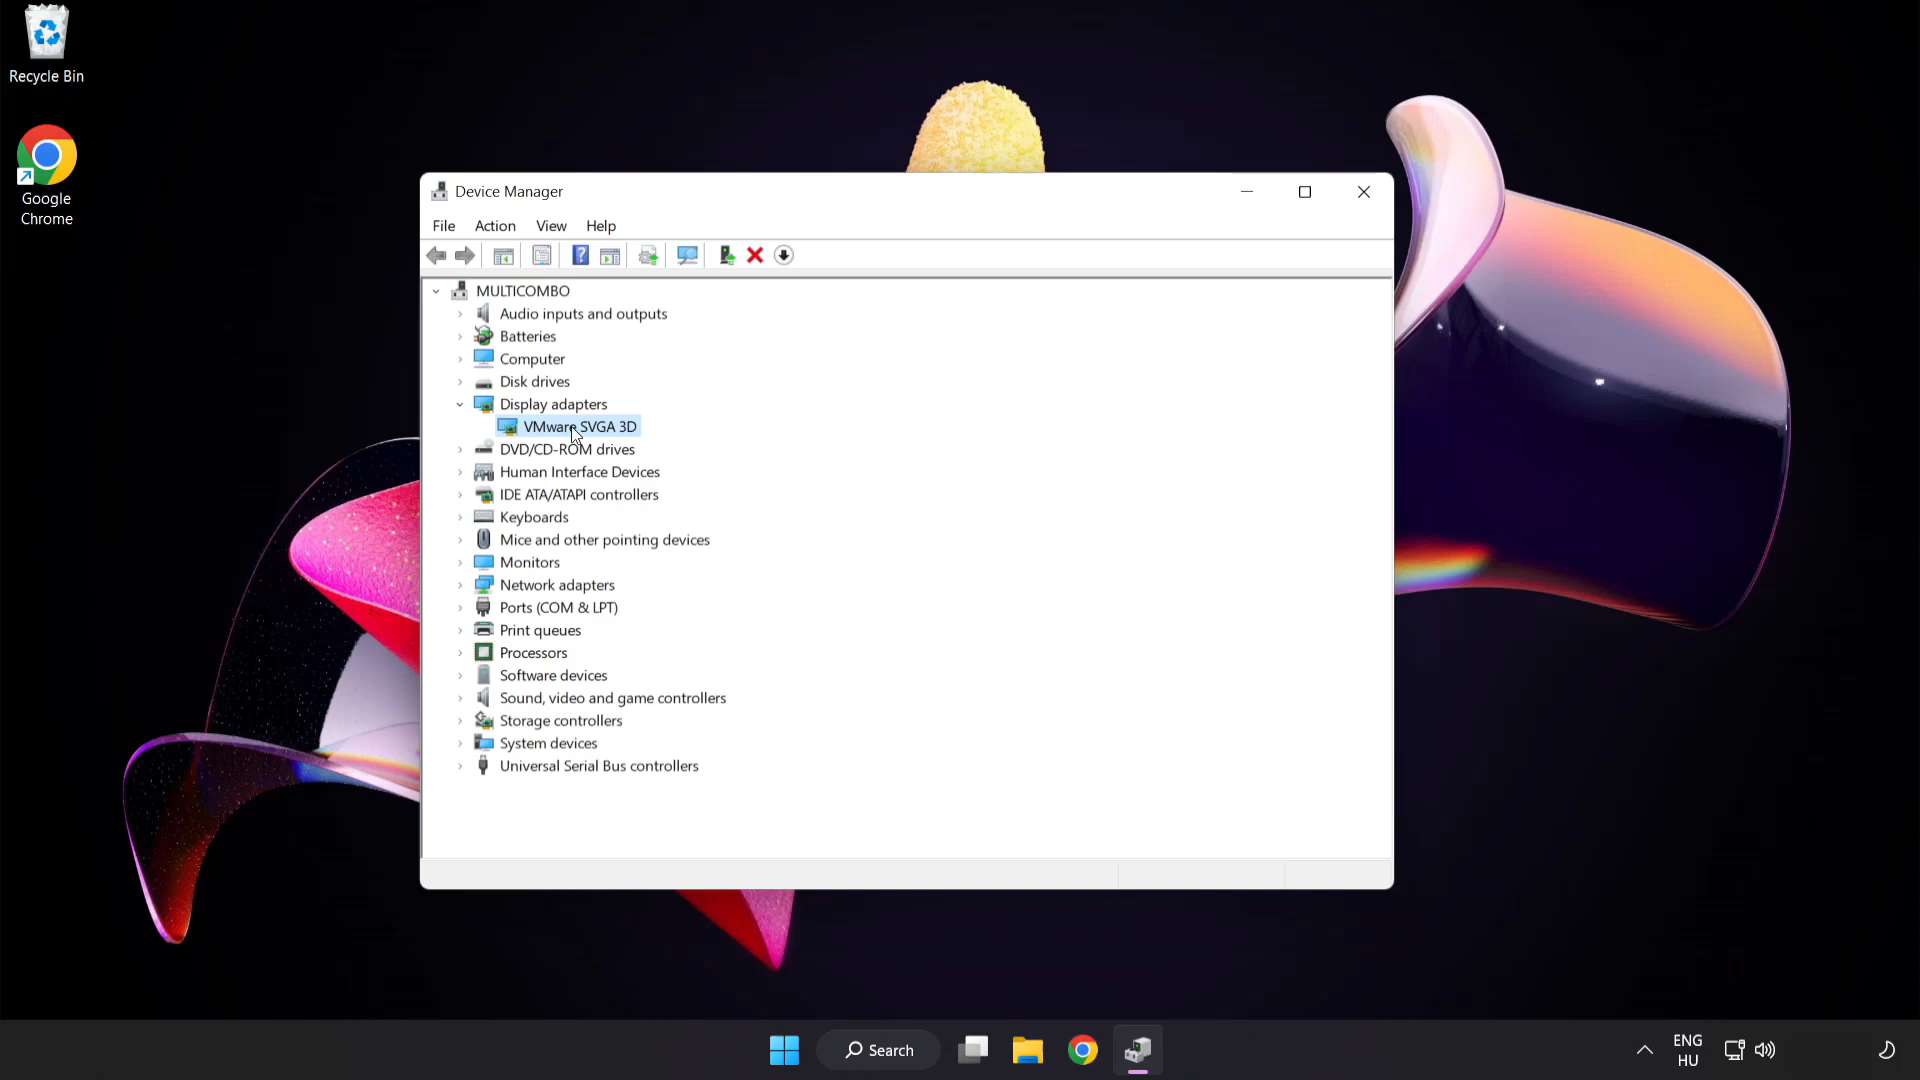 Recycle Bin
Google
Chrome
Device Manager
File Action View Help
MULTICOMBO
Audio inputs and outputs
Batteries
Computer
Disk drives
Display adapters
VMware SVGA 3D
DVD/CD-ROM drives
Human Interface Devices
IDE ATA/ATAPI controllers
Keyboards
Mice and other pointing devices
Monitors
Network adapters
Ports (COM & LPT)
Print queues
Processors
Software devices
Sound, video and game controllers
Storage controllers
System devices
Universal Serial Bus controllers
Search
ENG
HU